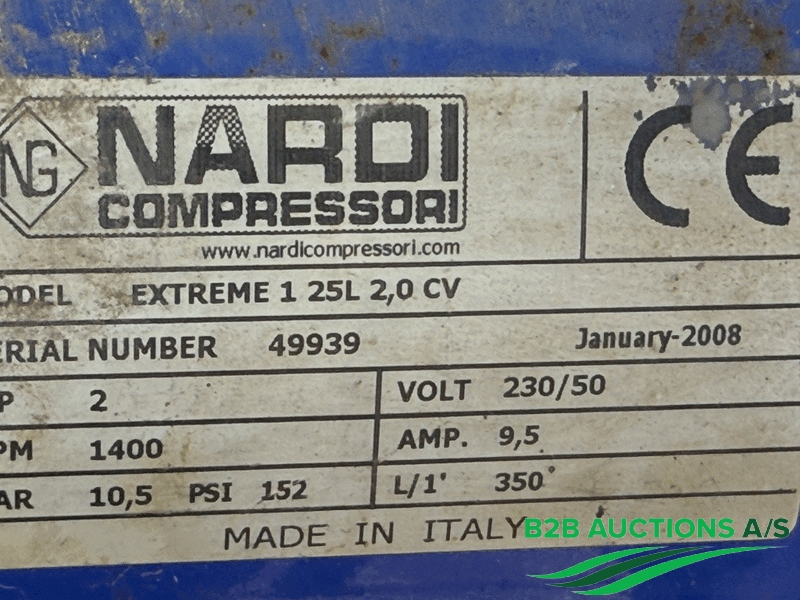 NG NARDI CE
COMPRESSORI
www.nardicompressori.com
ODEL EXTREME 1 25L 2,0 CV
ERIAL NUMBER 49939 January-2008
P 2 VOLT 230/50
PM 1400 AMP. 9,5
AR 10,5 PSI 152 L/1' 350
MADE IN ITALY
B2B AUCTIONS A/S